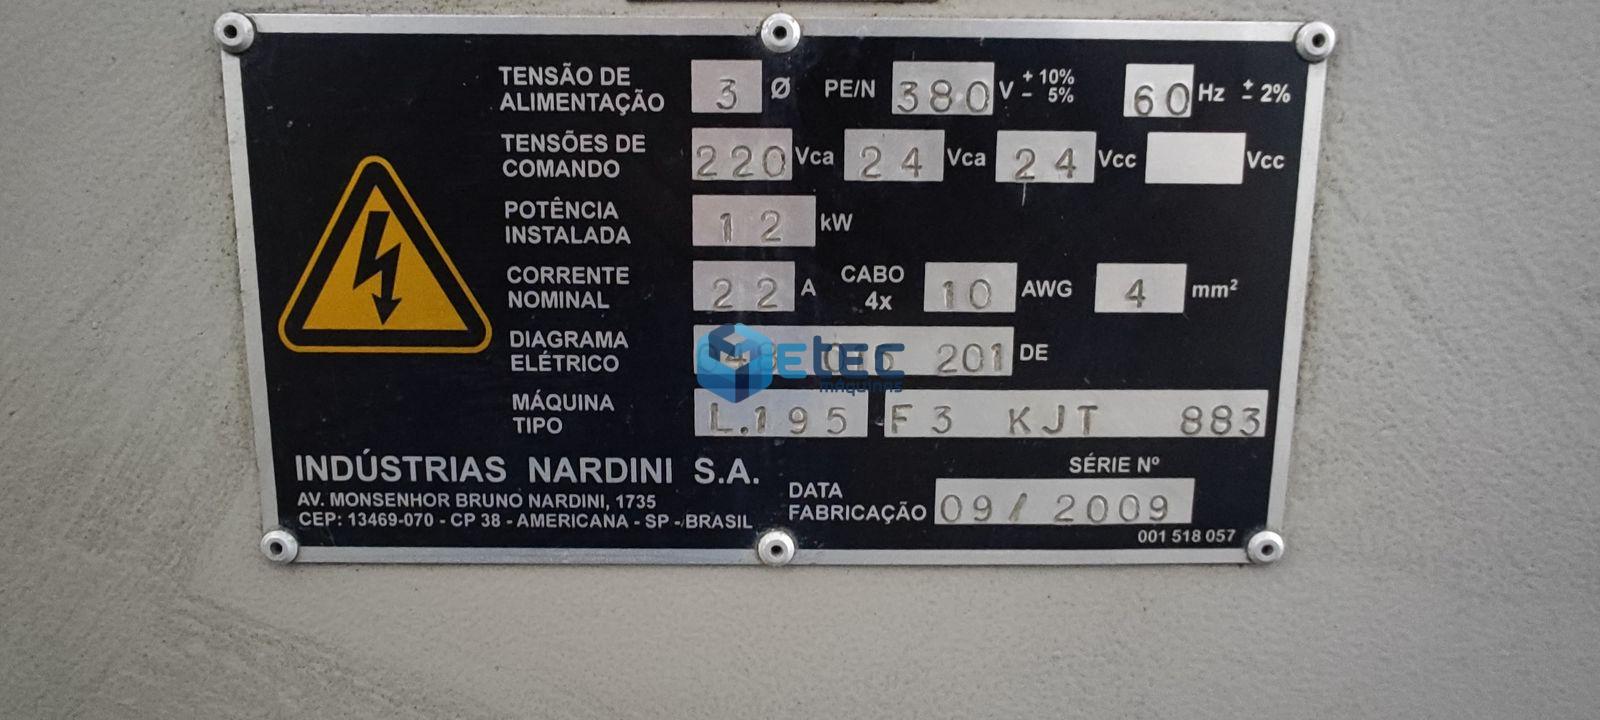 TENSÃO DE ALIMENTAÇÃO 3 Ø PE/N 380 V + 10% - 5% 60 Hz ± 2%
TENSÕES DE COMANDO 220 Vca 24 Vca 24 Vcc Vcc
POTÊNCIA INSTALADA 12 kW
CORRENTE NOMINAL 22 A CABO 4x 10 AWG 4 mm²
DIAGRAMA ELÉTRICO 201 DE
etec
máquinas
MÁQUINA TIPO L.195 F3 KJT 883
SÉRIE Nº
INDÚSTRIAS NARDINI S.A.
AV. MONSENHOR BRUNO NARDINI, 1735
CEP: 13469-070 - CP 38 - AMERICANA - SP - BRASIL
DATA FABRICAÇÃO 09/2009
001 518 057